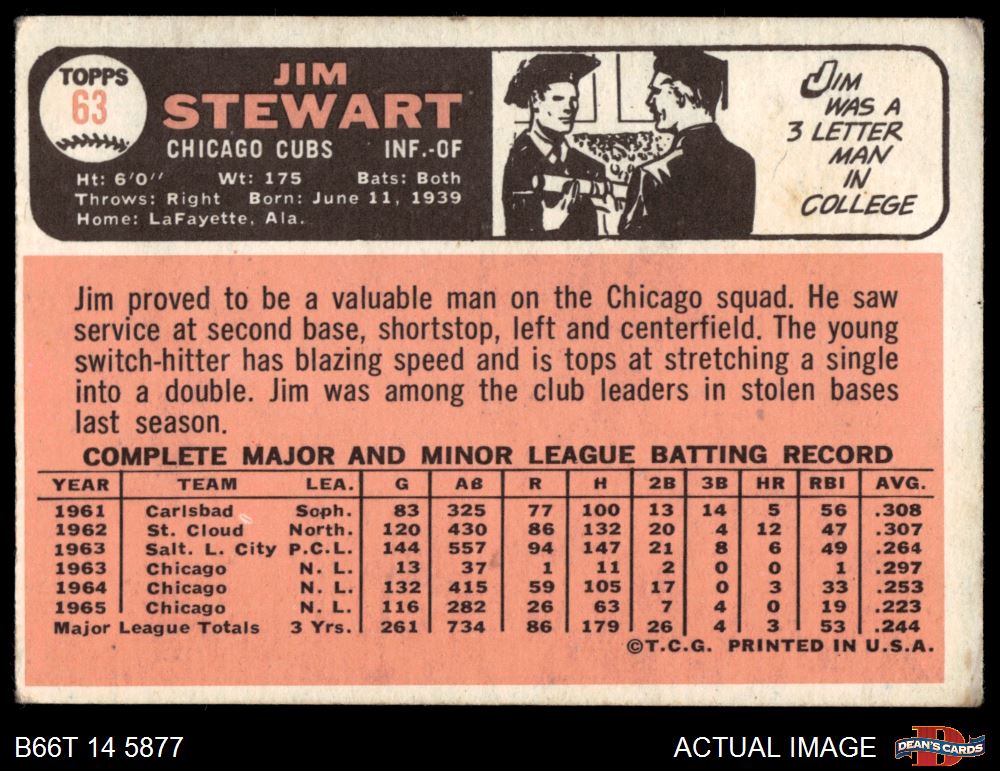 TOPPS
63
JIM
STEWART
CHICAGO CUBS INF.-OF
Ht: 6'0" Wt: 175 Bats: Both
Throws: Right Born: June 11, 1939
Home: LaFayette, Ala.
JIM
WAS A
3 LETTER
MAN
IN
COLLEGE
Jim proved to be a valuable man on the Chicago squad. He saw
service at second base, shortstop, left and centerfield. The young
switch-hitter has blazing speed and is tops at stretching a single
into a double. Jim was among the club leaders in stolen bases
last season.
COMPLETE MAJOR AND MINOR LEAGUE BATTING RECORD
YEAR TEAM LEA. G AB R H 2B 3B HR RBI AVG.
1961 Carlsbad Soph. 83 325 77 100 13 14 5 56 .308
1962 St. Cloud North. 120 430 86 132 20 4 12 47 .307
1963 Salt. L. City P.C.L. 144 557 94 147 21 8 6 49 .264
1963 Chicago N. L. 13 37 1 11 2 0 0 1 .297
1964 Chicago N. L. 132 415 59 105 17 0 3 33 .253
1965 Chicago N. L. 116 282 26 63 7 4 0 19 .223
Major League Totals 3 Yrs. 261 734 86 179 26 4 3 53 .244
©T.C.G. PRINTED IN U.S.A.
B66T 14 5877 ACTUAL IMAGE DEAN'S CARDS